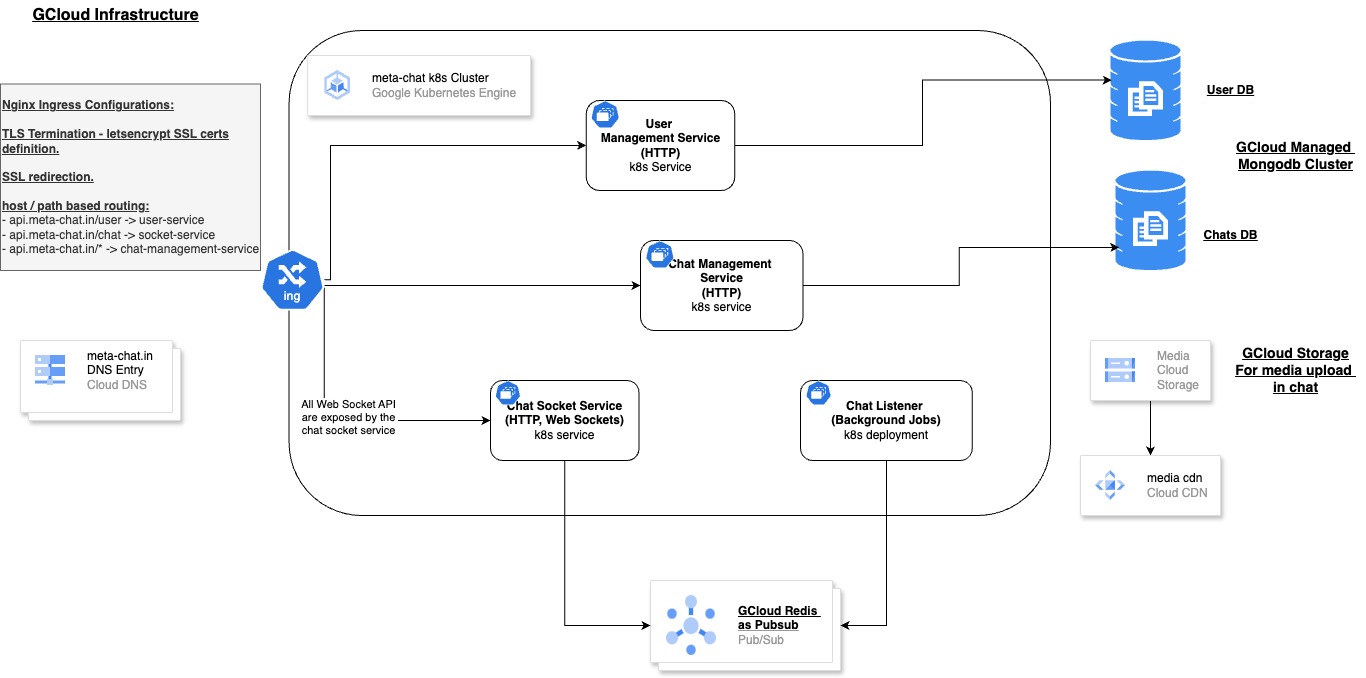 GCloud Infrastructure
Nginx Ingress Configurations:
TLS Termination - letsencrypt SSL certs
definition.
SSL redirection.
host / path based routing:
- api.meta-chat.in/user -> user-service
- api.meta-chat.in/chat -> socket-service
- api.meta-chat.in/* -> chat-management-service
meta-chat.in
DNS Entry
Cloud DNS
ing
meta-chat k8s Cluster
Google Kubernetes Engine
User
Management Service
(HTTP)
k8s Service
Chat Management
Service
(HTTP)
k8s service
All Web Socket API
are exposed by the
chat socket service
Chat Socket Service
(HTTP, Web Sockets)
k8s service
Chat Listener
(Background Jobs)
k8s deployment
GCloud Redis
as Pubsub
Pub/Sub
User DB
GCloud Managed
Mongodb Cluster
Chats DB
Media
Cloud
Storage
GCloud Storage
For media upload
in chat
media cdn
Cloud CDN